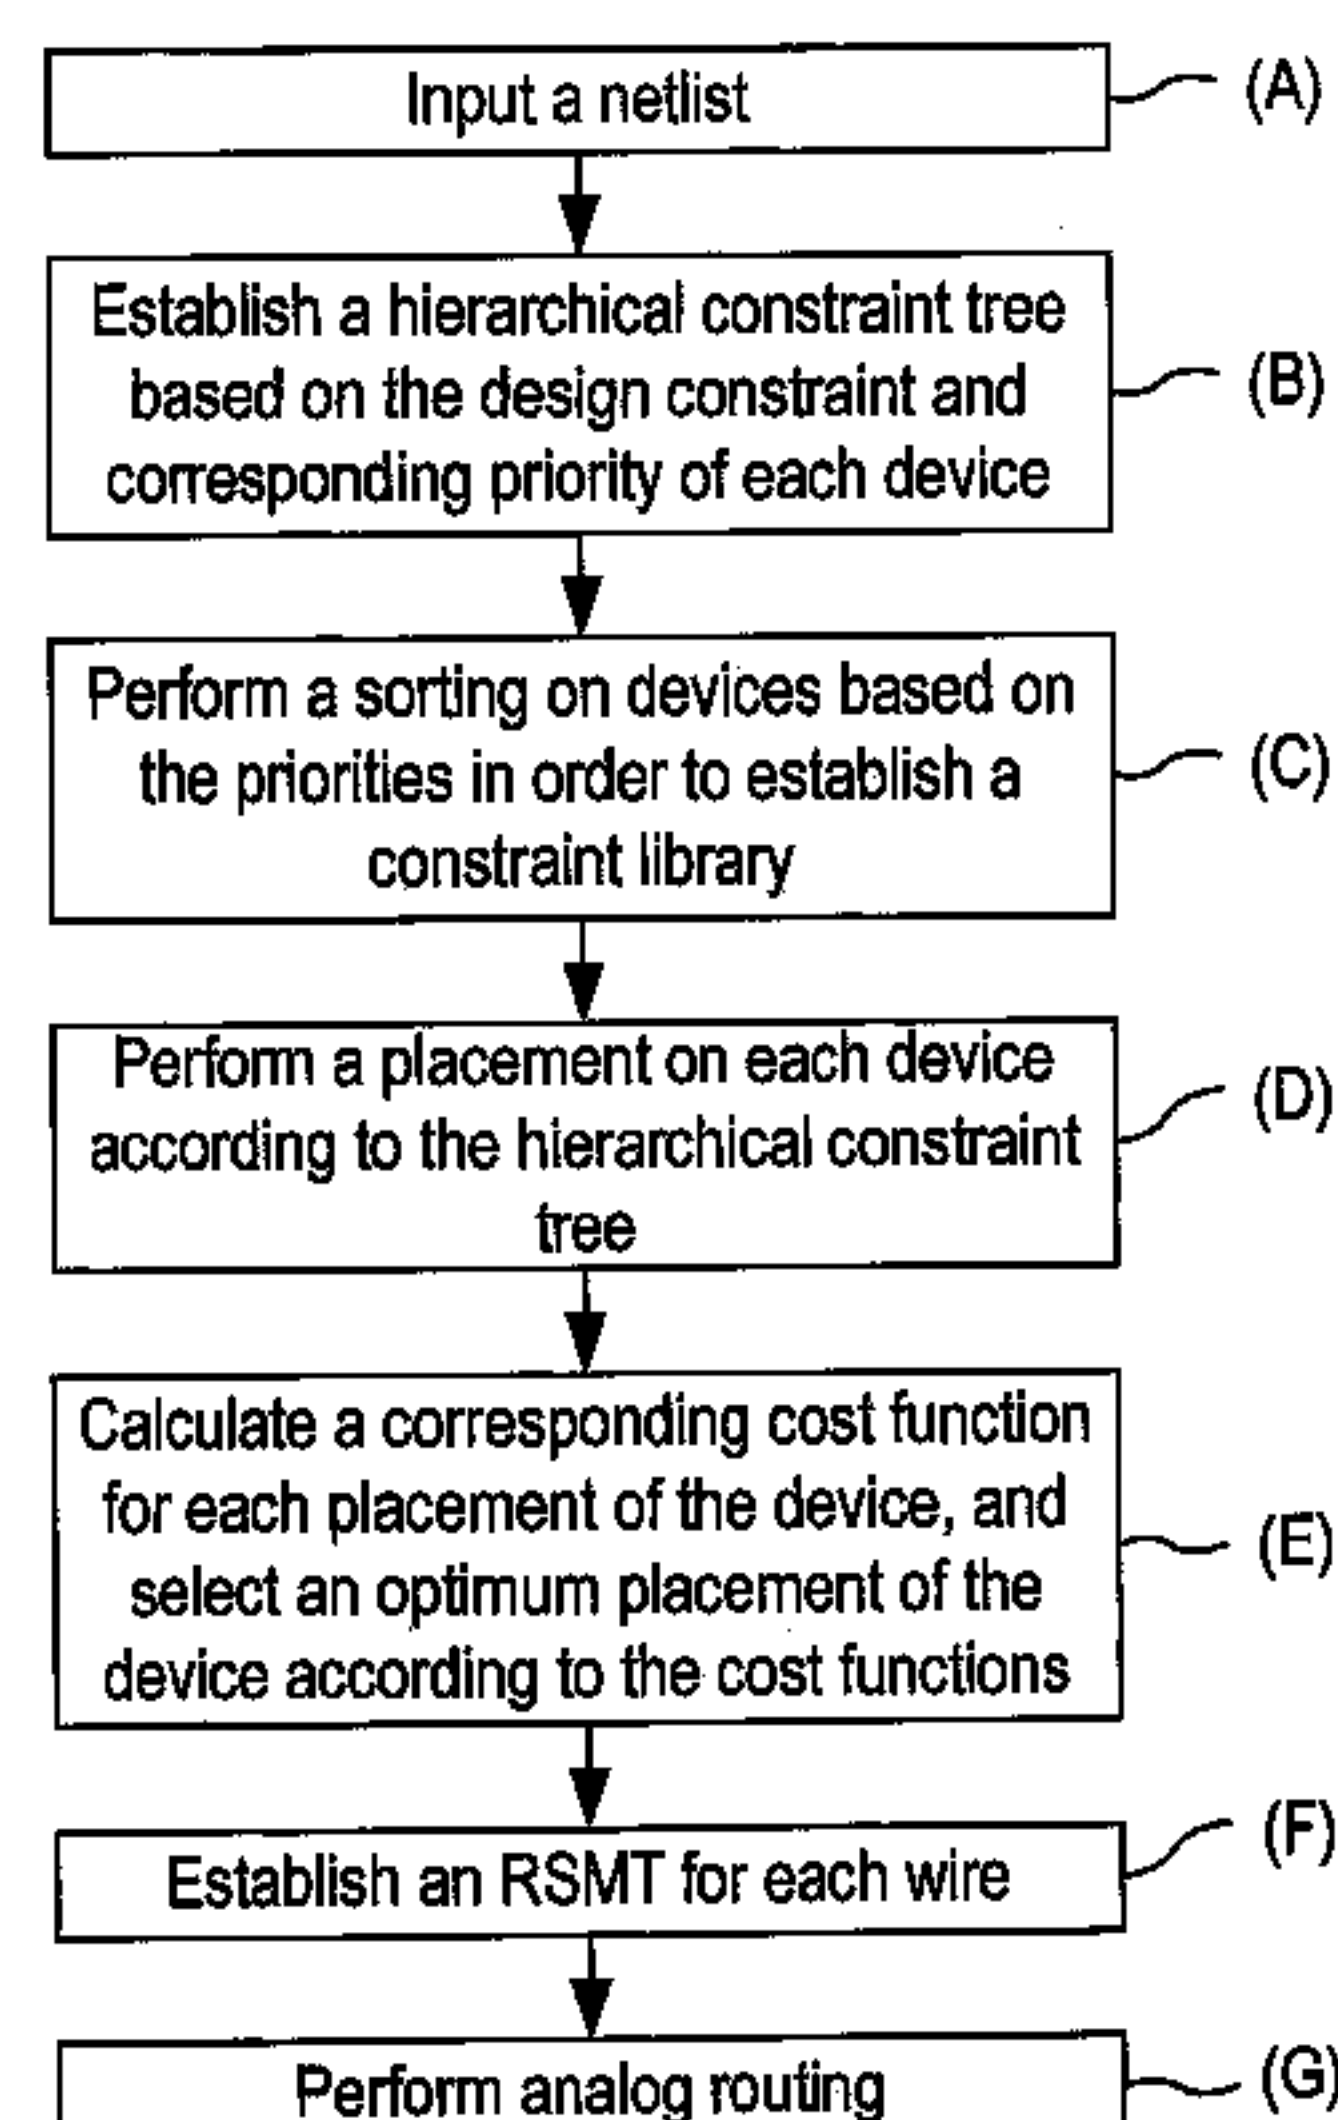 Input a netlist
(A)
Establish a hierarchical constraint tree
based on the design constraint and
corresponding priority of each device
(B)
Perform a sorting on devices based on
the priorities in order to establish a
constraint library
(C)
Perform a placement on each device
according to the hierarchical constraint
tree
(D)
Calculate a corresponding cost function
for each placement of the device, and
select an optimum placement of the
device according to the cost functions
(E)
Establish an RSMT for each wire
(F)
Perform analog routing
(G)